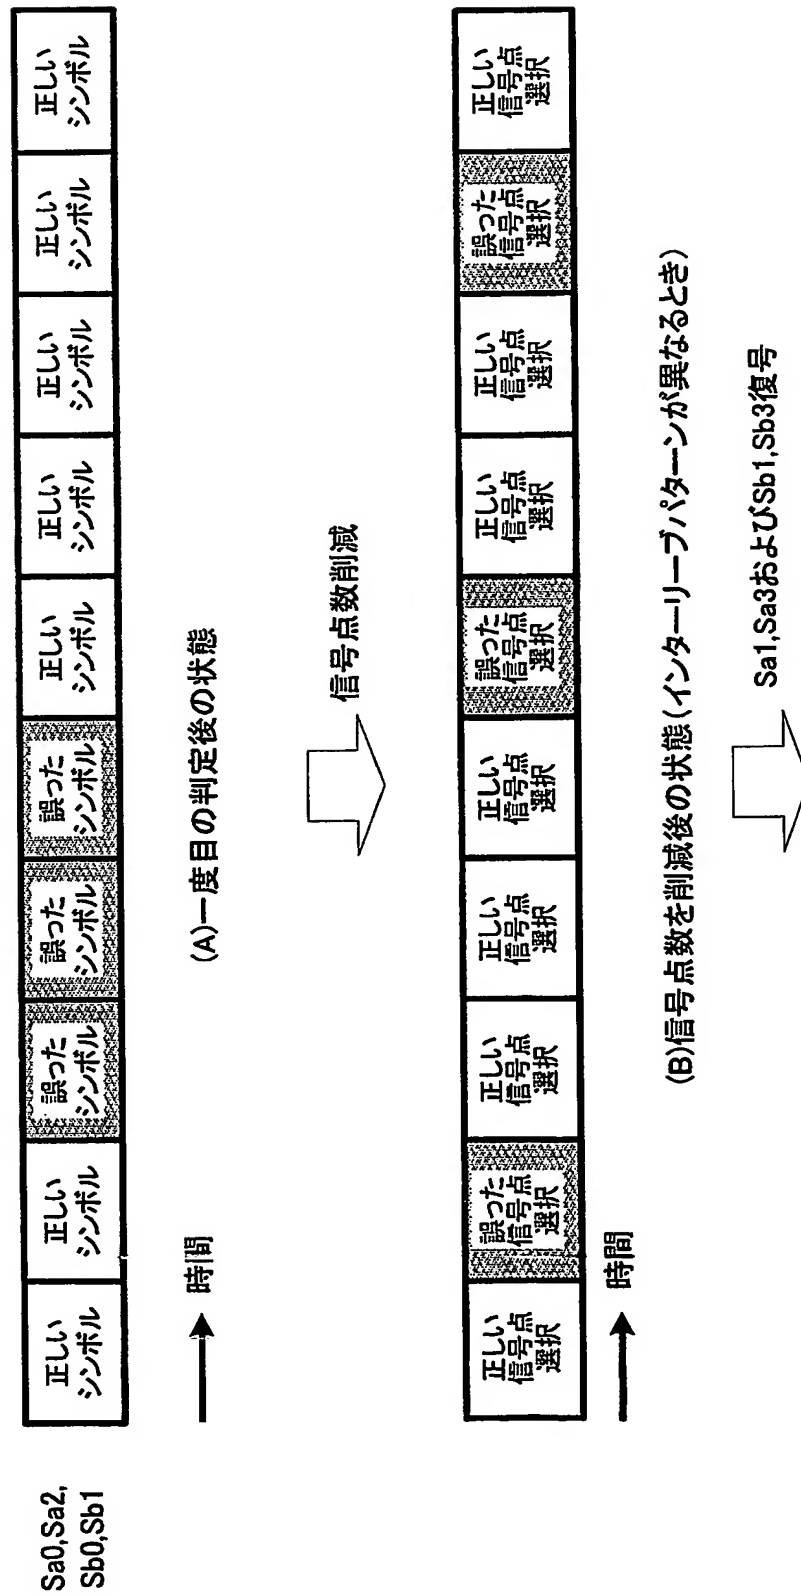 Sa0,Sa2,
Sb0,Sb1
正しい
シンボル
正しい
シンボル
誤った
シンボル
誤った
シンボル
誤った
シンボル
正しい
シンボル
正しい
シンボル
正しい
シンボル
正しい
シンボル
正しい
シンボル
時間
(A)一度目の判定後の状態
信号点数削減
正しい
信号点
選択
誤った
信号点
選択
正しい
信号点
選択
正しい
信号点
選択
正しい
信号点
選択
誤った
信号点
選択
正しい
信号点
選択
正しい
信号点
選択
誤った
信号点
選択
正しい
信号点
選択
時間
(B)信号点数を削減後の状態(インターリーブパターンが異なるとき)
Sa1,Sa3およびSb1,Sb3復号